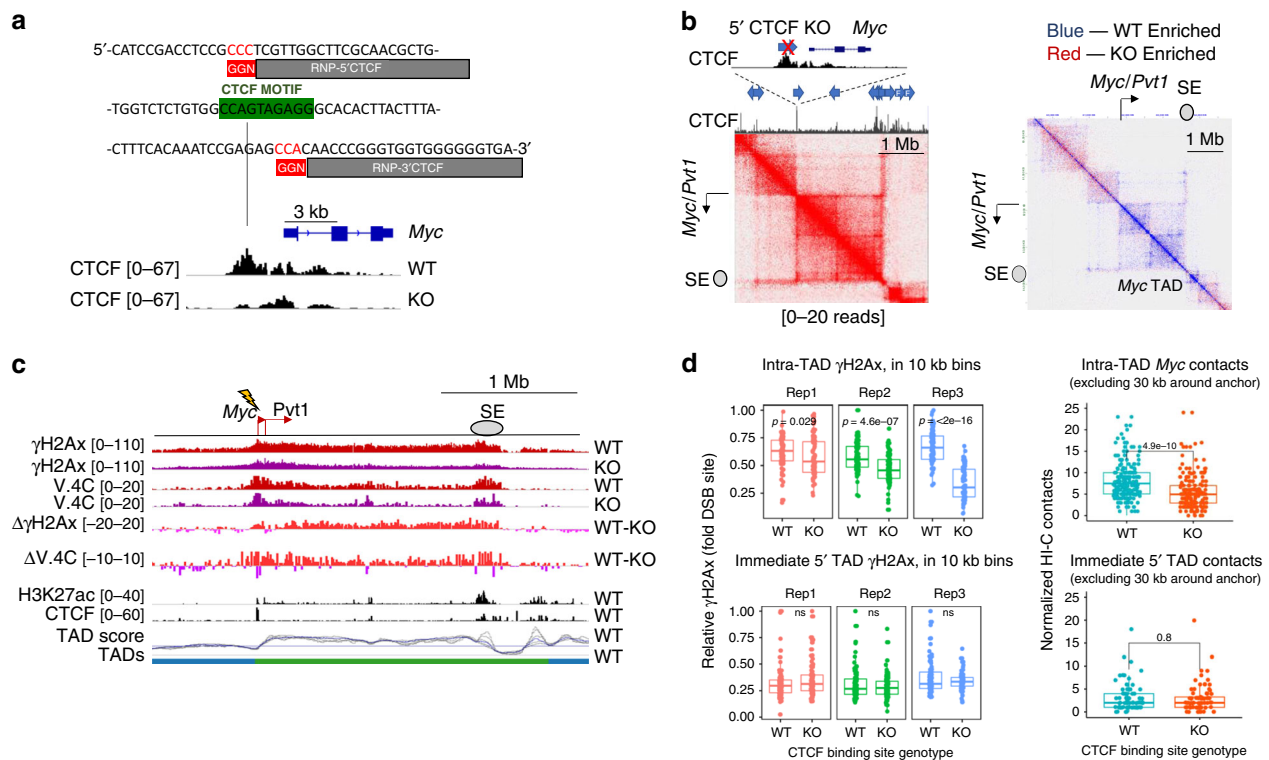 a
5′-CATCCGACCTCCGCCCTCGTTGGCTTCGCAACGCTG-
GGN RNP-5′CTCF
CTCF MOTIF
-TGGTCTCTGTGGCCAGTAGAGGGCACACTTACTTTA-
-CTTTCACAAATCCGAGAGCCACAACCCGGGTGGTGGGGGGTGA-3′
GGN RNP-3′CTCF
3 kb
Myc
CTCF [0–67] WT
CTCF [0–67] KO
b
5′ CTCF KO Myc
CTCF
CTCF
1 Mb
Myc/Pvt1
SE
[0–20 reads]
Blue — WT Enriched
Red — KO Enriched
Myc/Pvt1 SE
1 Mb
Myc/Pvt1
SE
Myc TAD
c
1 Mb
Myc Pvt1 SE
γH2Ax [0–110] WT
γH2Ax [0–110] KO
V.4C [0–20] WT
V.4C [0–20] KO
ΔγH2Ax [–20–20] WT-KO
ΔV.4C [–10–10] WT-KO
H3K27ac [0–40] WT
CTCF [0–60] WT
TAD score WT
TADs WT
d
Intra-TAD γH2Ax, in 10 kb bins
Rep1 Rep2 Rep3
p = 0.029 p = 4.6e–07 p = <2e–16
1.00
0.75
0.50
0.25
WT KO WT KO WT KO
Immediate 5′ TAD γH2Ax, in 10 kb bins
Rep1 Rep2 Rep3
ns ns ns
1.00
0.75
0.50
0.25
0.00
WT KO WT KO WT KO
CTCF binding site genotype
Relative γH2Ax (fold DSB site)
Intra-TAD Myc contacts
(excluding 30 kb around anchor)
25
20
15
10
5
0
4.9e–10
WT KO
Immediate 5′ TAD contacts
(excluding 30 kb around anchor)
25
20
15
10
5
0
0.8
WT KO
CTCF binding site genotype
Normalized HI-C contacts